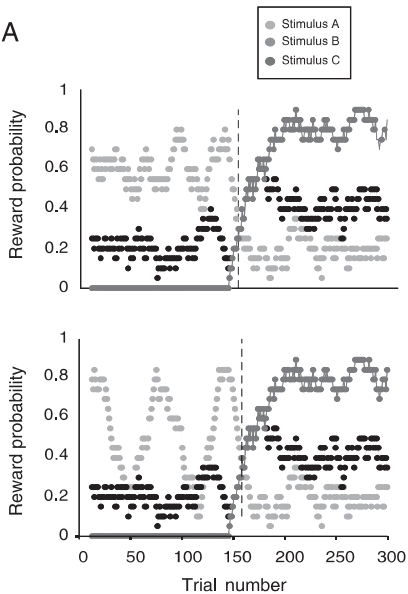 A
Stimulus A
Stimulus B
Stimulus C
Reward probability
1
0.8
0.6
0.4
0.2
0
Reward probability
1
0.8
0.6
0.4
0.2
0
0 50 100 150 200 250 300
Trial number